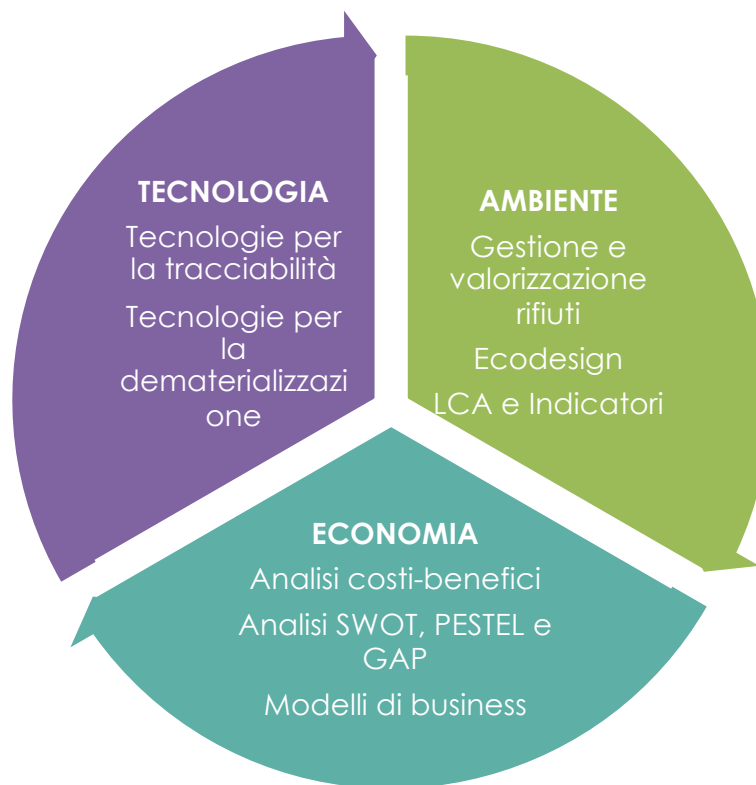 TECNOLOGIA
Tecnologie per
la tracciabilità
Tecnologie per
la
dematerializzazi
one
AMBIENTE
Gestione e
valorizzazione
rifiuti
Ecodesign
LCA e Indicatori
ECONOMIA
Analisi costi-benefici
Analisi SWOT, PESTEL e
GAP
Modelli di business